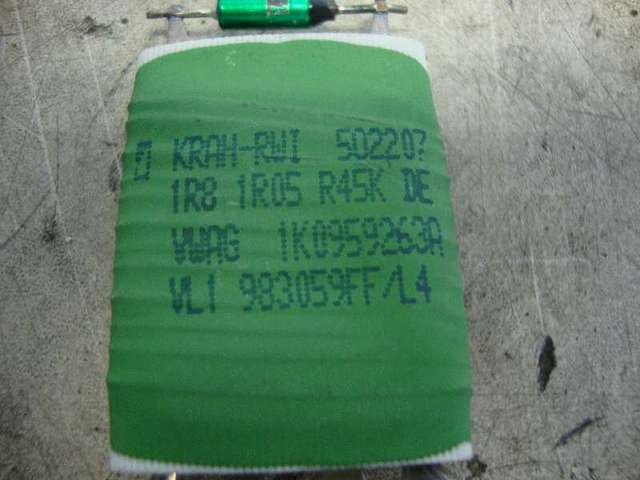 KRAH-RWI 502207
1R8 1R05 R45K DE
VWAG 1K0959263A
VL1 983059FF/L4